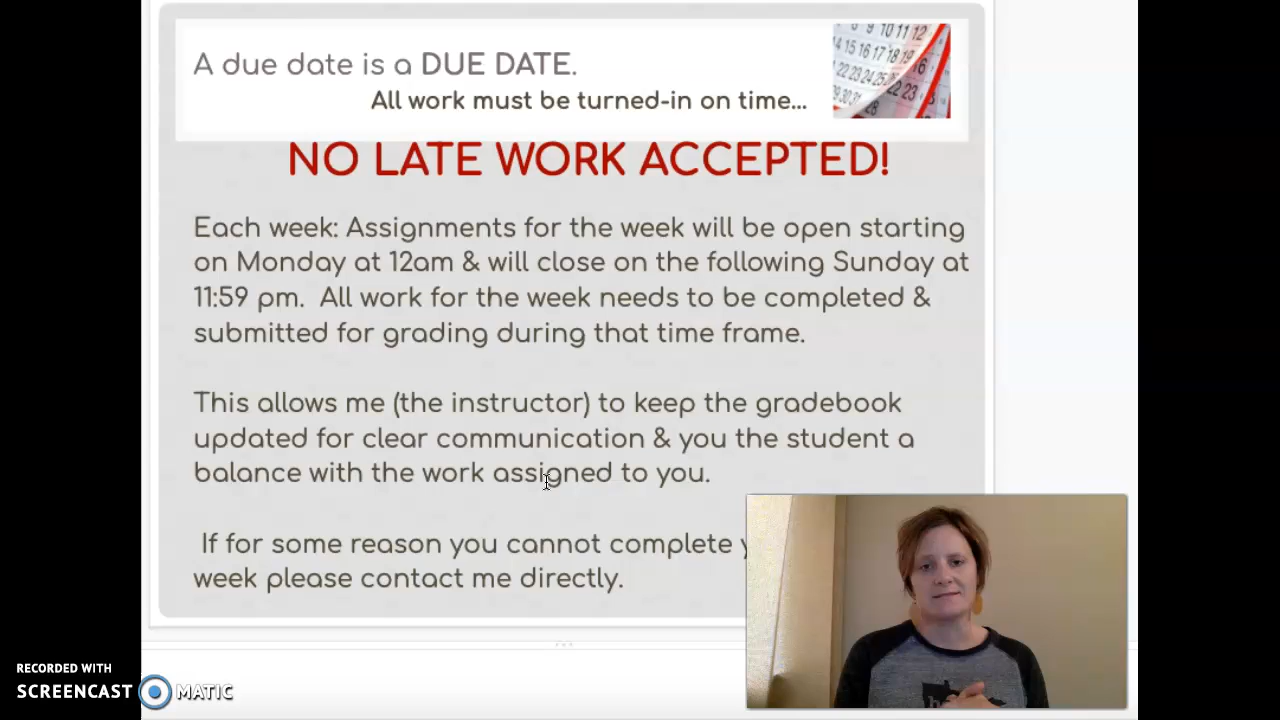 A due date is a DUE DATE.
All work must be turned-in on time...
NO LATE WORK ACCEPTED!
Each week: Assignments for the week will be open starting
on Monday at 12am & will close on the following Sunday at
11:59 pm.  All work for the week needs to be completed &
submitted for grading during that time frame.
This allows me (the instructor) to keep the gradebook
updated for clear communication & you the student a
balance with the work assigned to you.
If for some reason you cannot complete
week please contact me directly.
RECORDED WITH
SCREENCAST MATIC